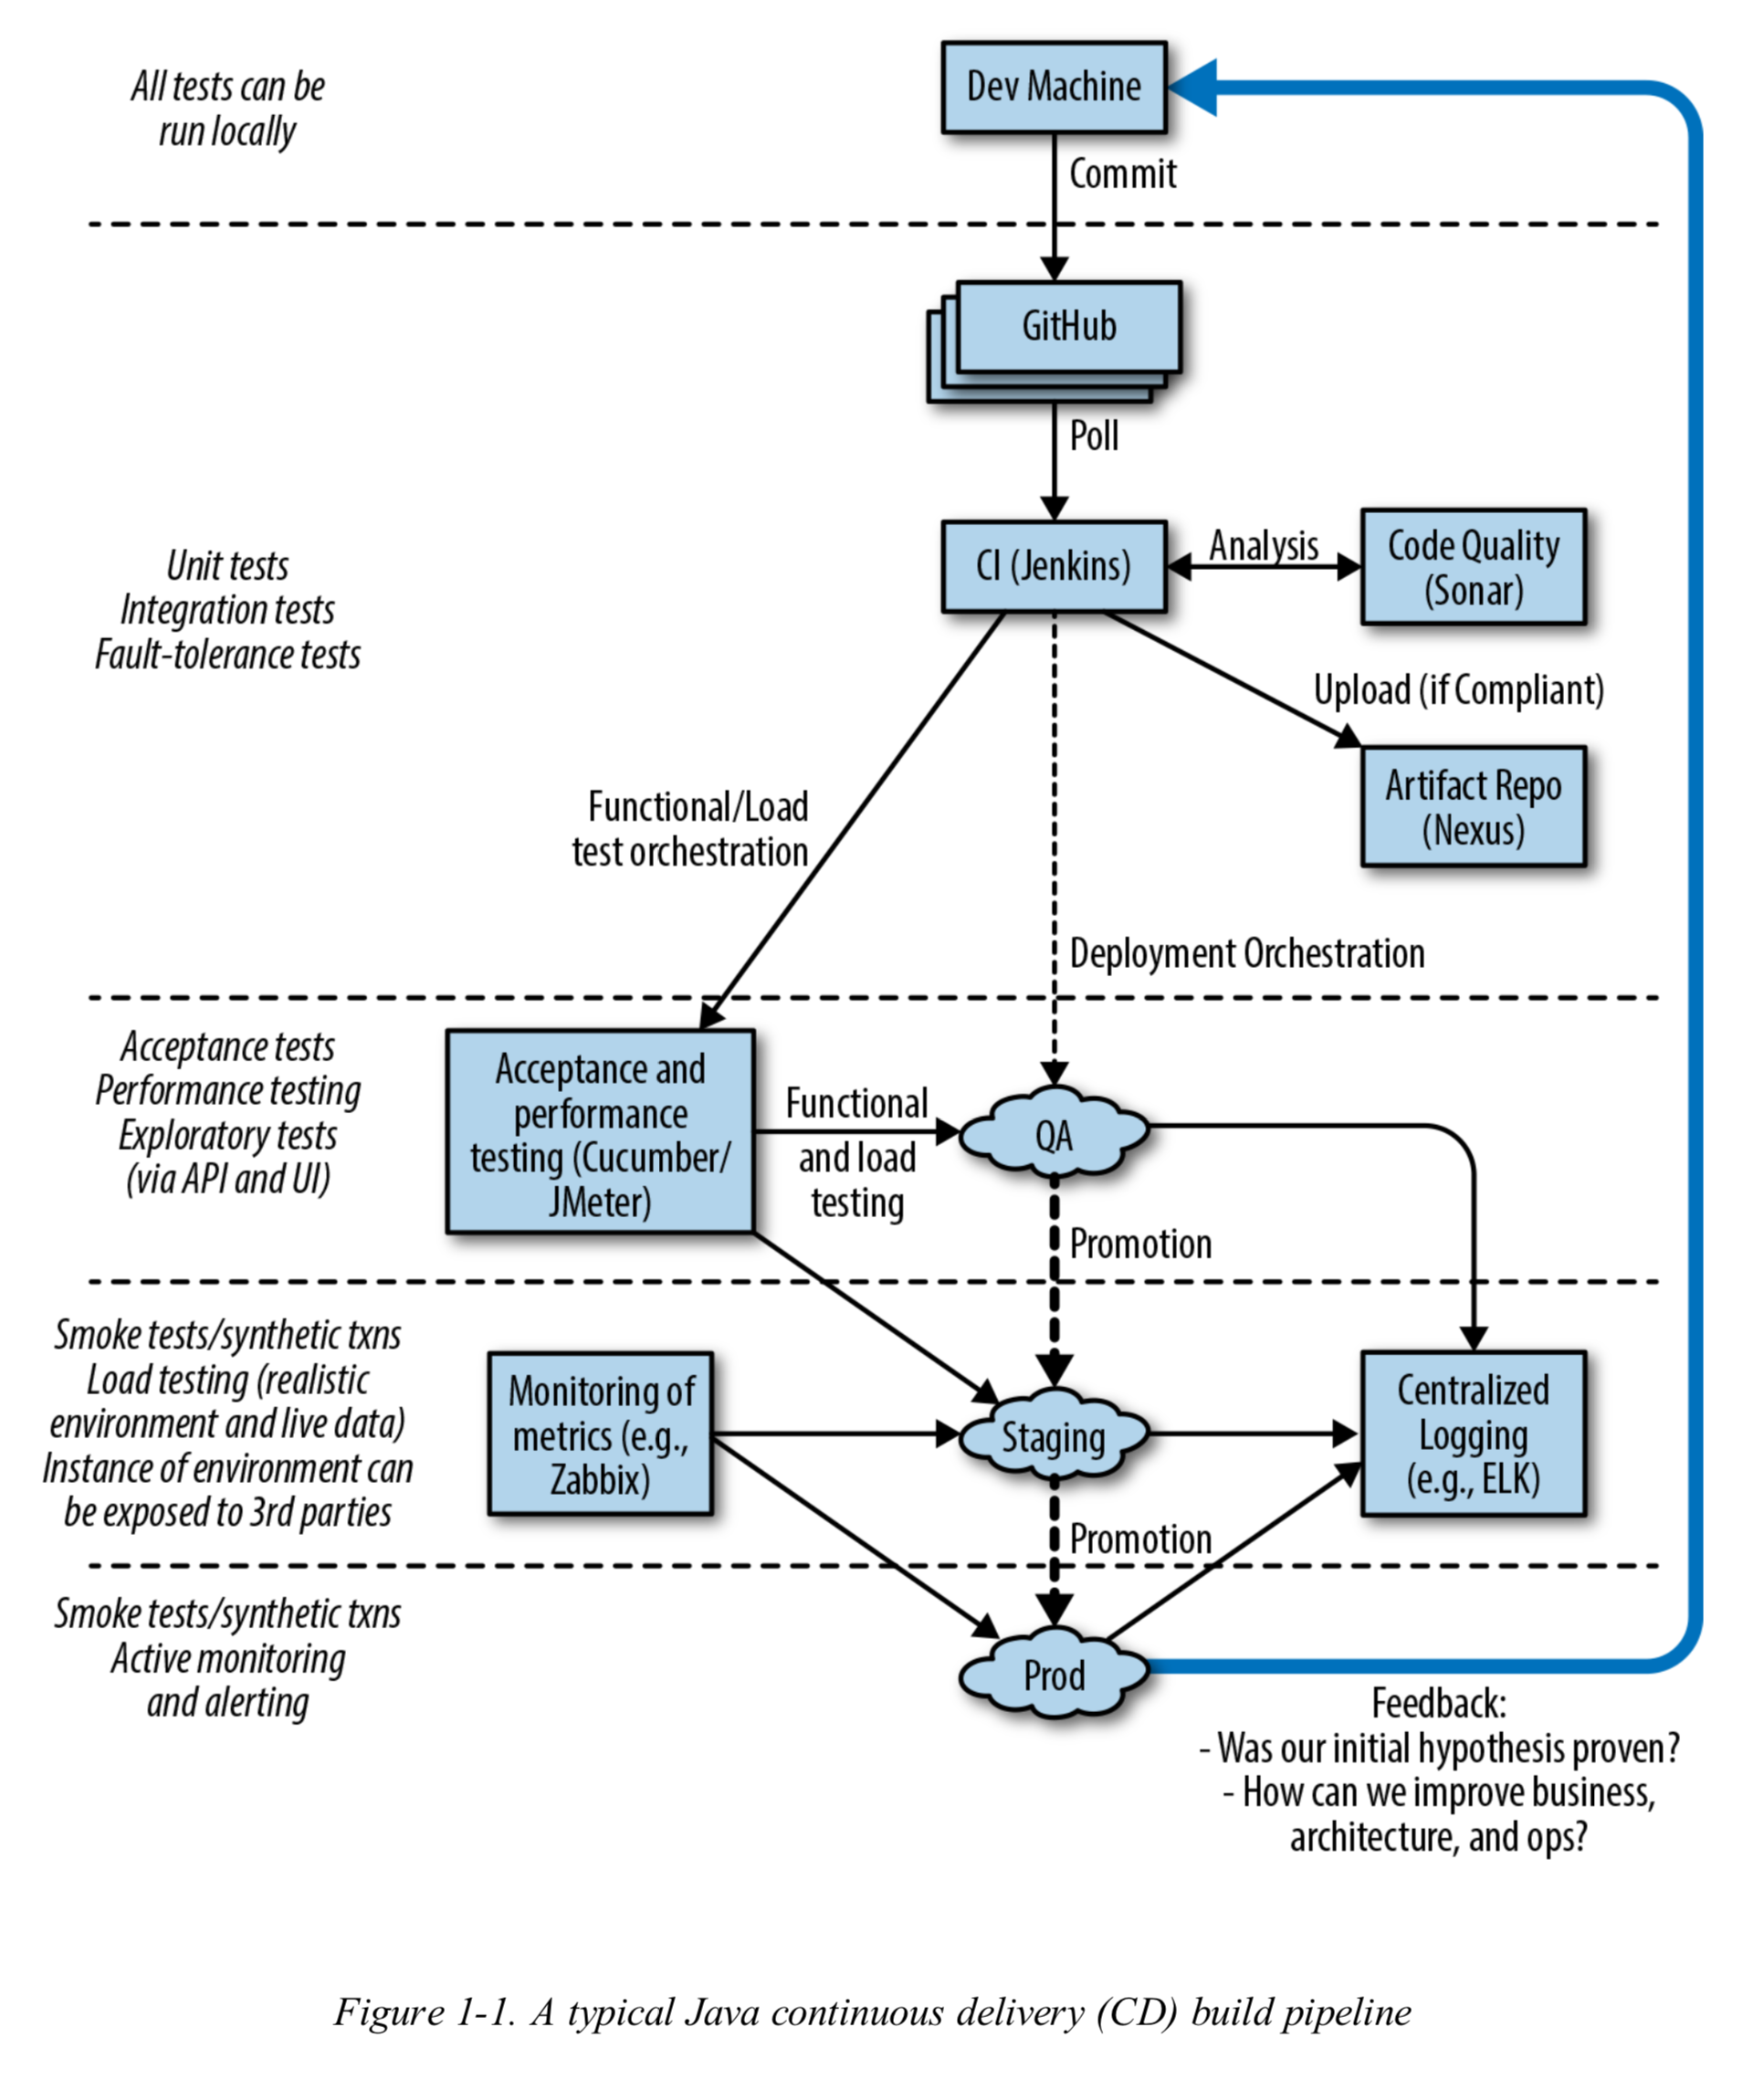 All tests can be
run locally
Dev Machine
Commit
GitHub
Poll
Unit tests
Integration tests
Fault-tolerance tests
CI (Jenkins)
Analysis
Code Quality
(Sonar)
Upload (if Compliant)
Artifact Repo
(Nexus)
Functional/Load
test orchestration
Deployment Orchestration
Acceptance tests
Performance testing
Exploratory tests
(via API and UI)
Acceptance and
performance
testing (Cucumber/
JMeter)
Functional
and load
testing
QA
Promotion
Smoke tests/synthetic txns
Load testing (realistic
environment and live data)
Instance of environment can
be exposed to 3rd parties
Monitoring of
metrics (e.g.,
Zabbix)
Staging
Centralized
Logging
(e.g., ELK)
Promotion
Smoke tests/synthetic txns
Active monitoring
and alerting
Prod
Feedback:
- Was our initial hypothesis proven?
- How can we improve business,
architecture, and ops?
Figure 1-1. A typical Java continuous delivery (CD) build pipeline